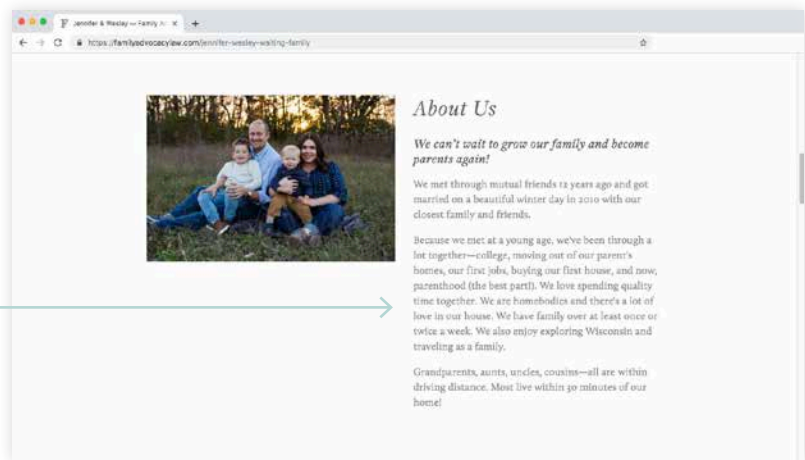 Jennifer & Wesley — Family Ad
https://familyadvocacylaw.com/jennifer-wesley-waiting-family
About Us
We can't wait to grow our family and become
parents again!
We met through mutual friends 12 years ago and got
married on a beautiful winter day in 2010 with our
closest family and friends.
Because we met at a young age, we've been through a
lot together—college, moving out of our parent's
homes, our first jobs, buying our first house, and now,
parenthood (the best part!). We love spending quality
time together. We are homebodies and there's a lot of
love in our house. We have family over at least once or
twice a week. We also enjoy exploring Wisconsin and
traveling as a family.
Grandparents, aunts, uncles, cousins—all are within
driving distance. Most live within 30 minutes of our
home!